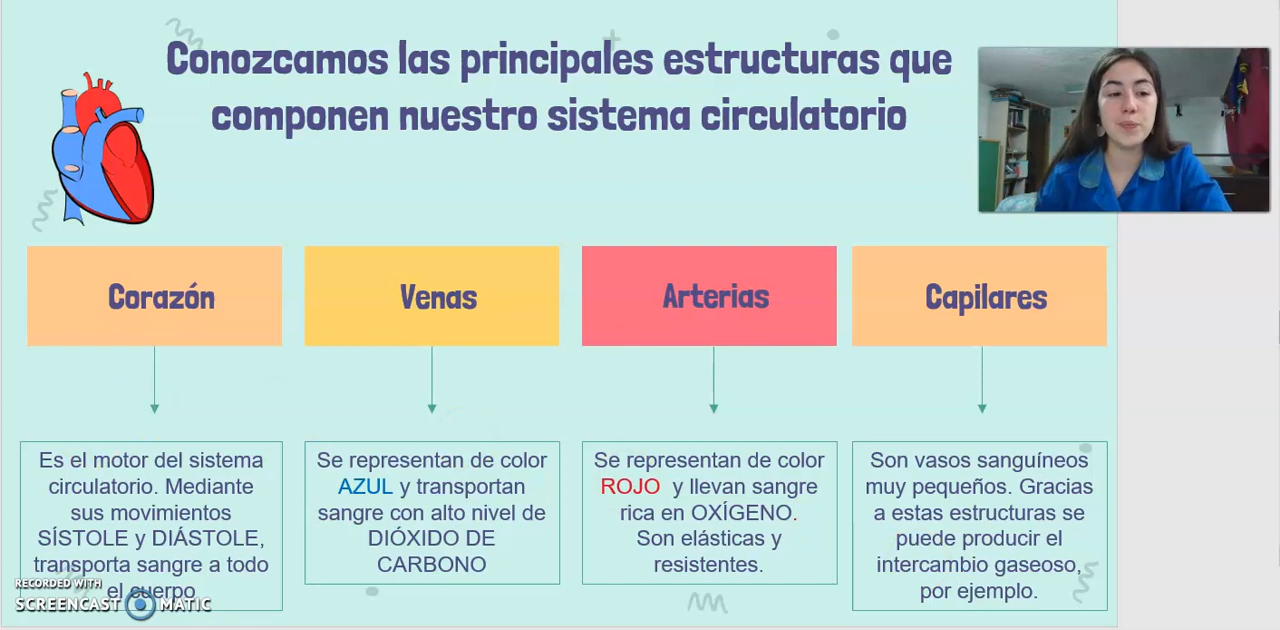 Conozcamos las principales estructuras que
componen nuestro sistema circulatorio
Corazón
Venas
Arterias
Capilares
Es el motor del sistema
circulatorio. Mediante
sus movimientos
SÍSTOLE y DIÁSTOLE,
transporta sangre a todo
el cuerpo
Se representan de color
AZUL y transportan
sangre con alto nivel de
DIÓXIDO DE
CARBONO
Se representan de color
ROJO y llevan sangre
rica en OXÍGENO.
Son elásticas y
resistentes.
Son vasos sanguíneos
muy pequeños. Gracias
a estas estructuras se
puede producir el
intercambio gaseoso,
por ejemplo.
RECORDED WITH
SCREENCAST MATIC